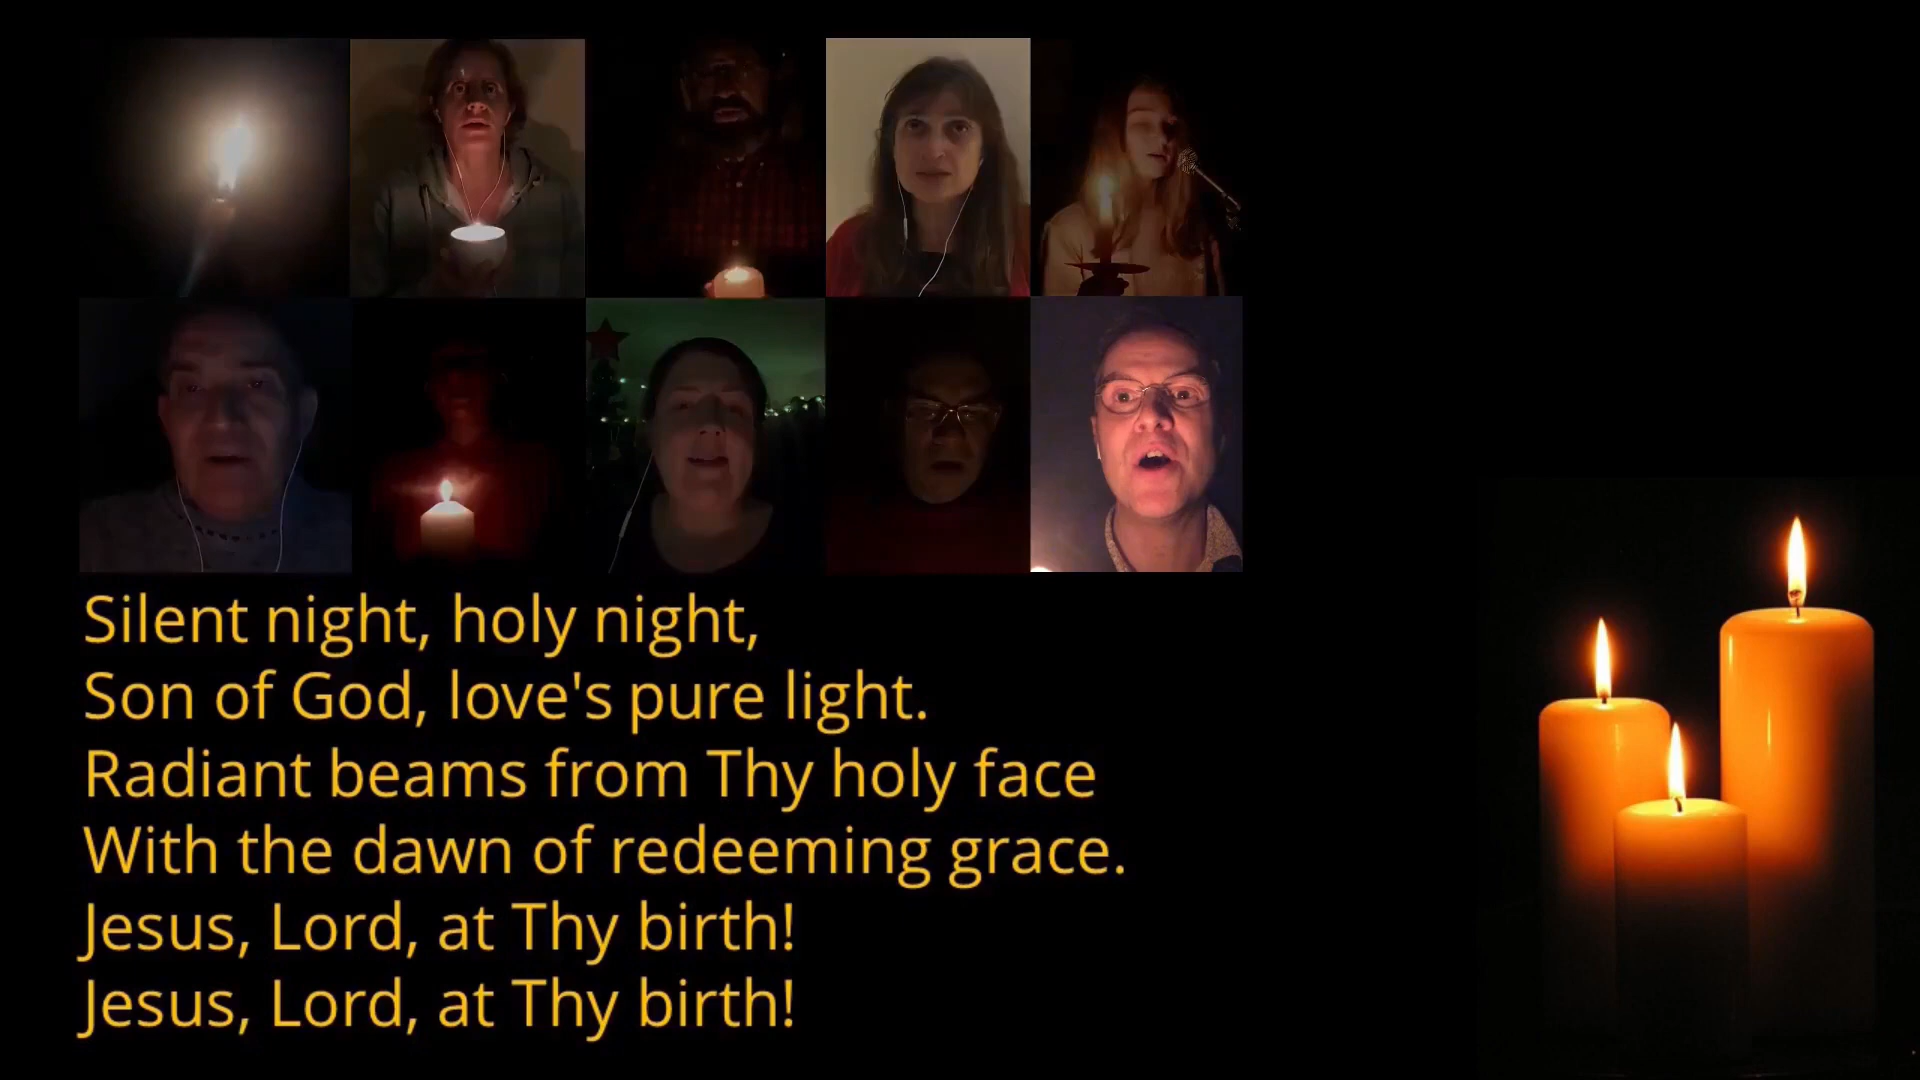 Silent night, holy night,
Son of God, love's pure light.
Radiant beams from Thy holy face
With the dawn of redeeming grace.
Jesus, Lord, at Thy birth!
Jesus, Lord, at Thy birth!